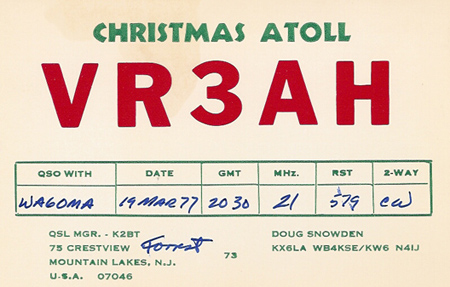 CHRISTMAS ATOLL
VR3AH
QSO WITH DATE GMT MHz. RST 2-WAY
WA6OMA 19 MAR 77 2030 21 579 CW
QSL MGR. - K2BT
75 CRESTVIEW
MOUNTAIN LAKES, N.J.
U.S.A. 07046
Forrest
73
DOUG SNOWDEN
KX6LA WB4KSE/KW6 N4IJ